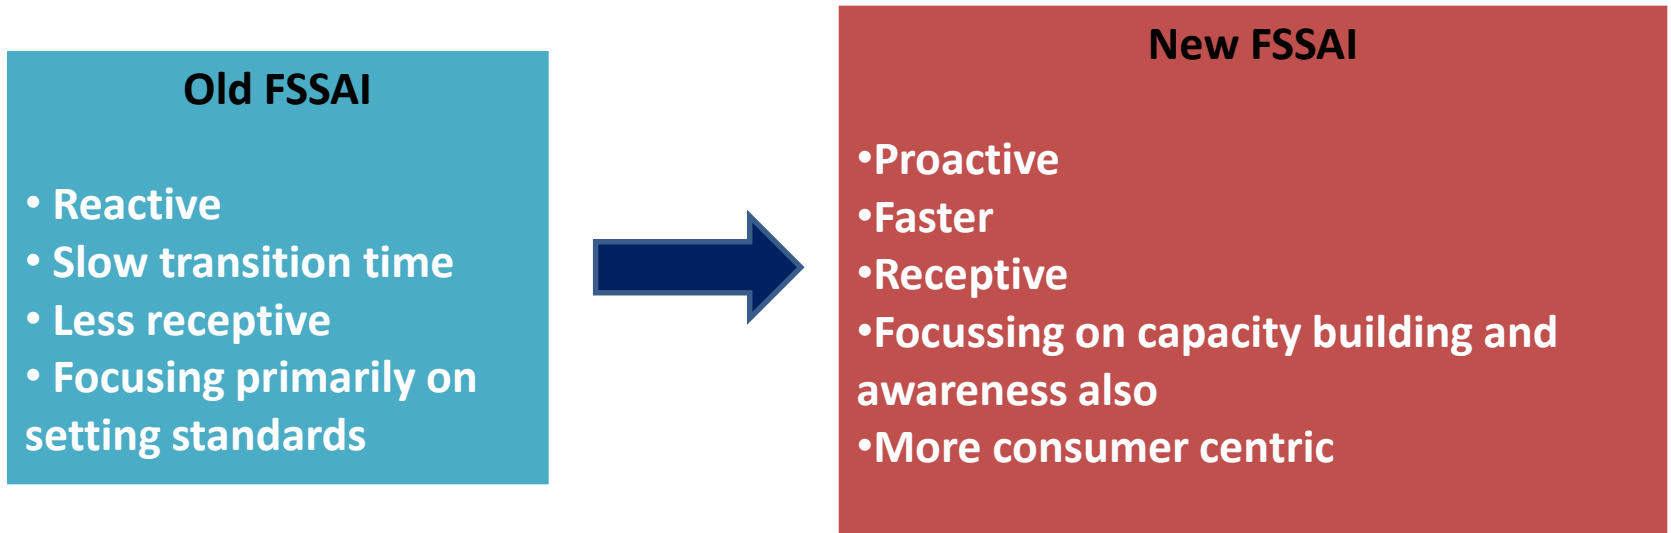 Old FSSAI
• Reactive
• Slow transition time
• Less receptive
• Focusing primarily on
setting standards
New FSSAI
•Proactive
•Faster
•Receptive
•Focussing on capacity building and
awareness also
•More consumer centric